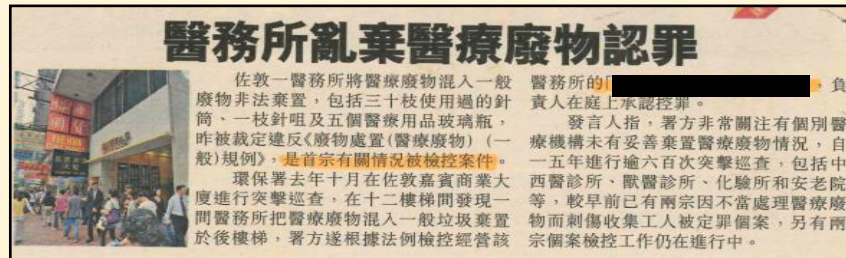 醫務所亂棄醫療廢物認罪
佐敦一醫務所將醫療廢物混入一般
廢物非法棄置，包括三十枝使用過的針
筒、一枝針咀及五個醫療用品玻璃瓶，
昨被裁定違反《廢物處置(醫療廢物) (一
般)規例》，是首宗有關情況被檢控案件。
環保署去年十月在佐敦嘉賓商業大
廈進行突擊巡查，在十二樓梯間發現一
間醫務所把醫療廢物混入一般垃圾棄置
於後樓梯，署方遂根據法例檢控經營該
醫務所的，負
責人在庭上承認控罪。
發言人指，署方非常關注有個別醫
療機構未有妥善棄置醫療廢物情況，自
一五年進行逾六百次突擊巡查，包括中
西醫診所、獸醫診所、化驗所和安老院
等，較早前已有兩宗因不當處理醫療廢
物而刺傷收集工人被定罪個案，另有兩
宗個案檢控工作仍在進行中。